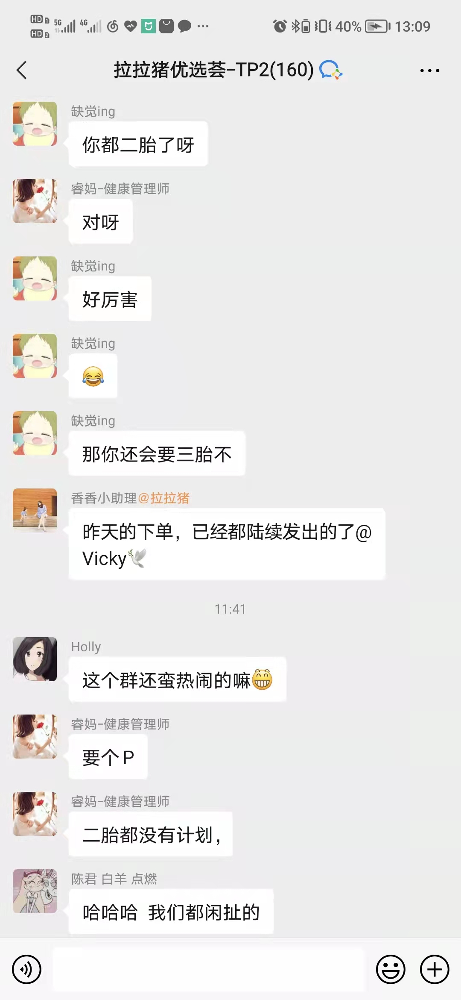 HD 1 5G 4G 40% 13:09
HD 2
拉拉猪优选荟-TP2(160)
缺觉ing
你都二胎了呀
睿妈-健康管理师
对呀
缺觉ing
好厉害
缺觉ing
😂
缺觉ing
那你还会要三胎不
香香小助理@拉拉猪
昨天的下单，已经都陆续发出的了@
Vicky🕊
11:41
Holly
这个群还蛮热闹的嘛😁
睿妈-健康管理师
要个 P
睿妈-健康管理师
二胎都没有计划，
陈君 白羊 点燃
哈哈哈 我们都闲扯的